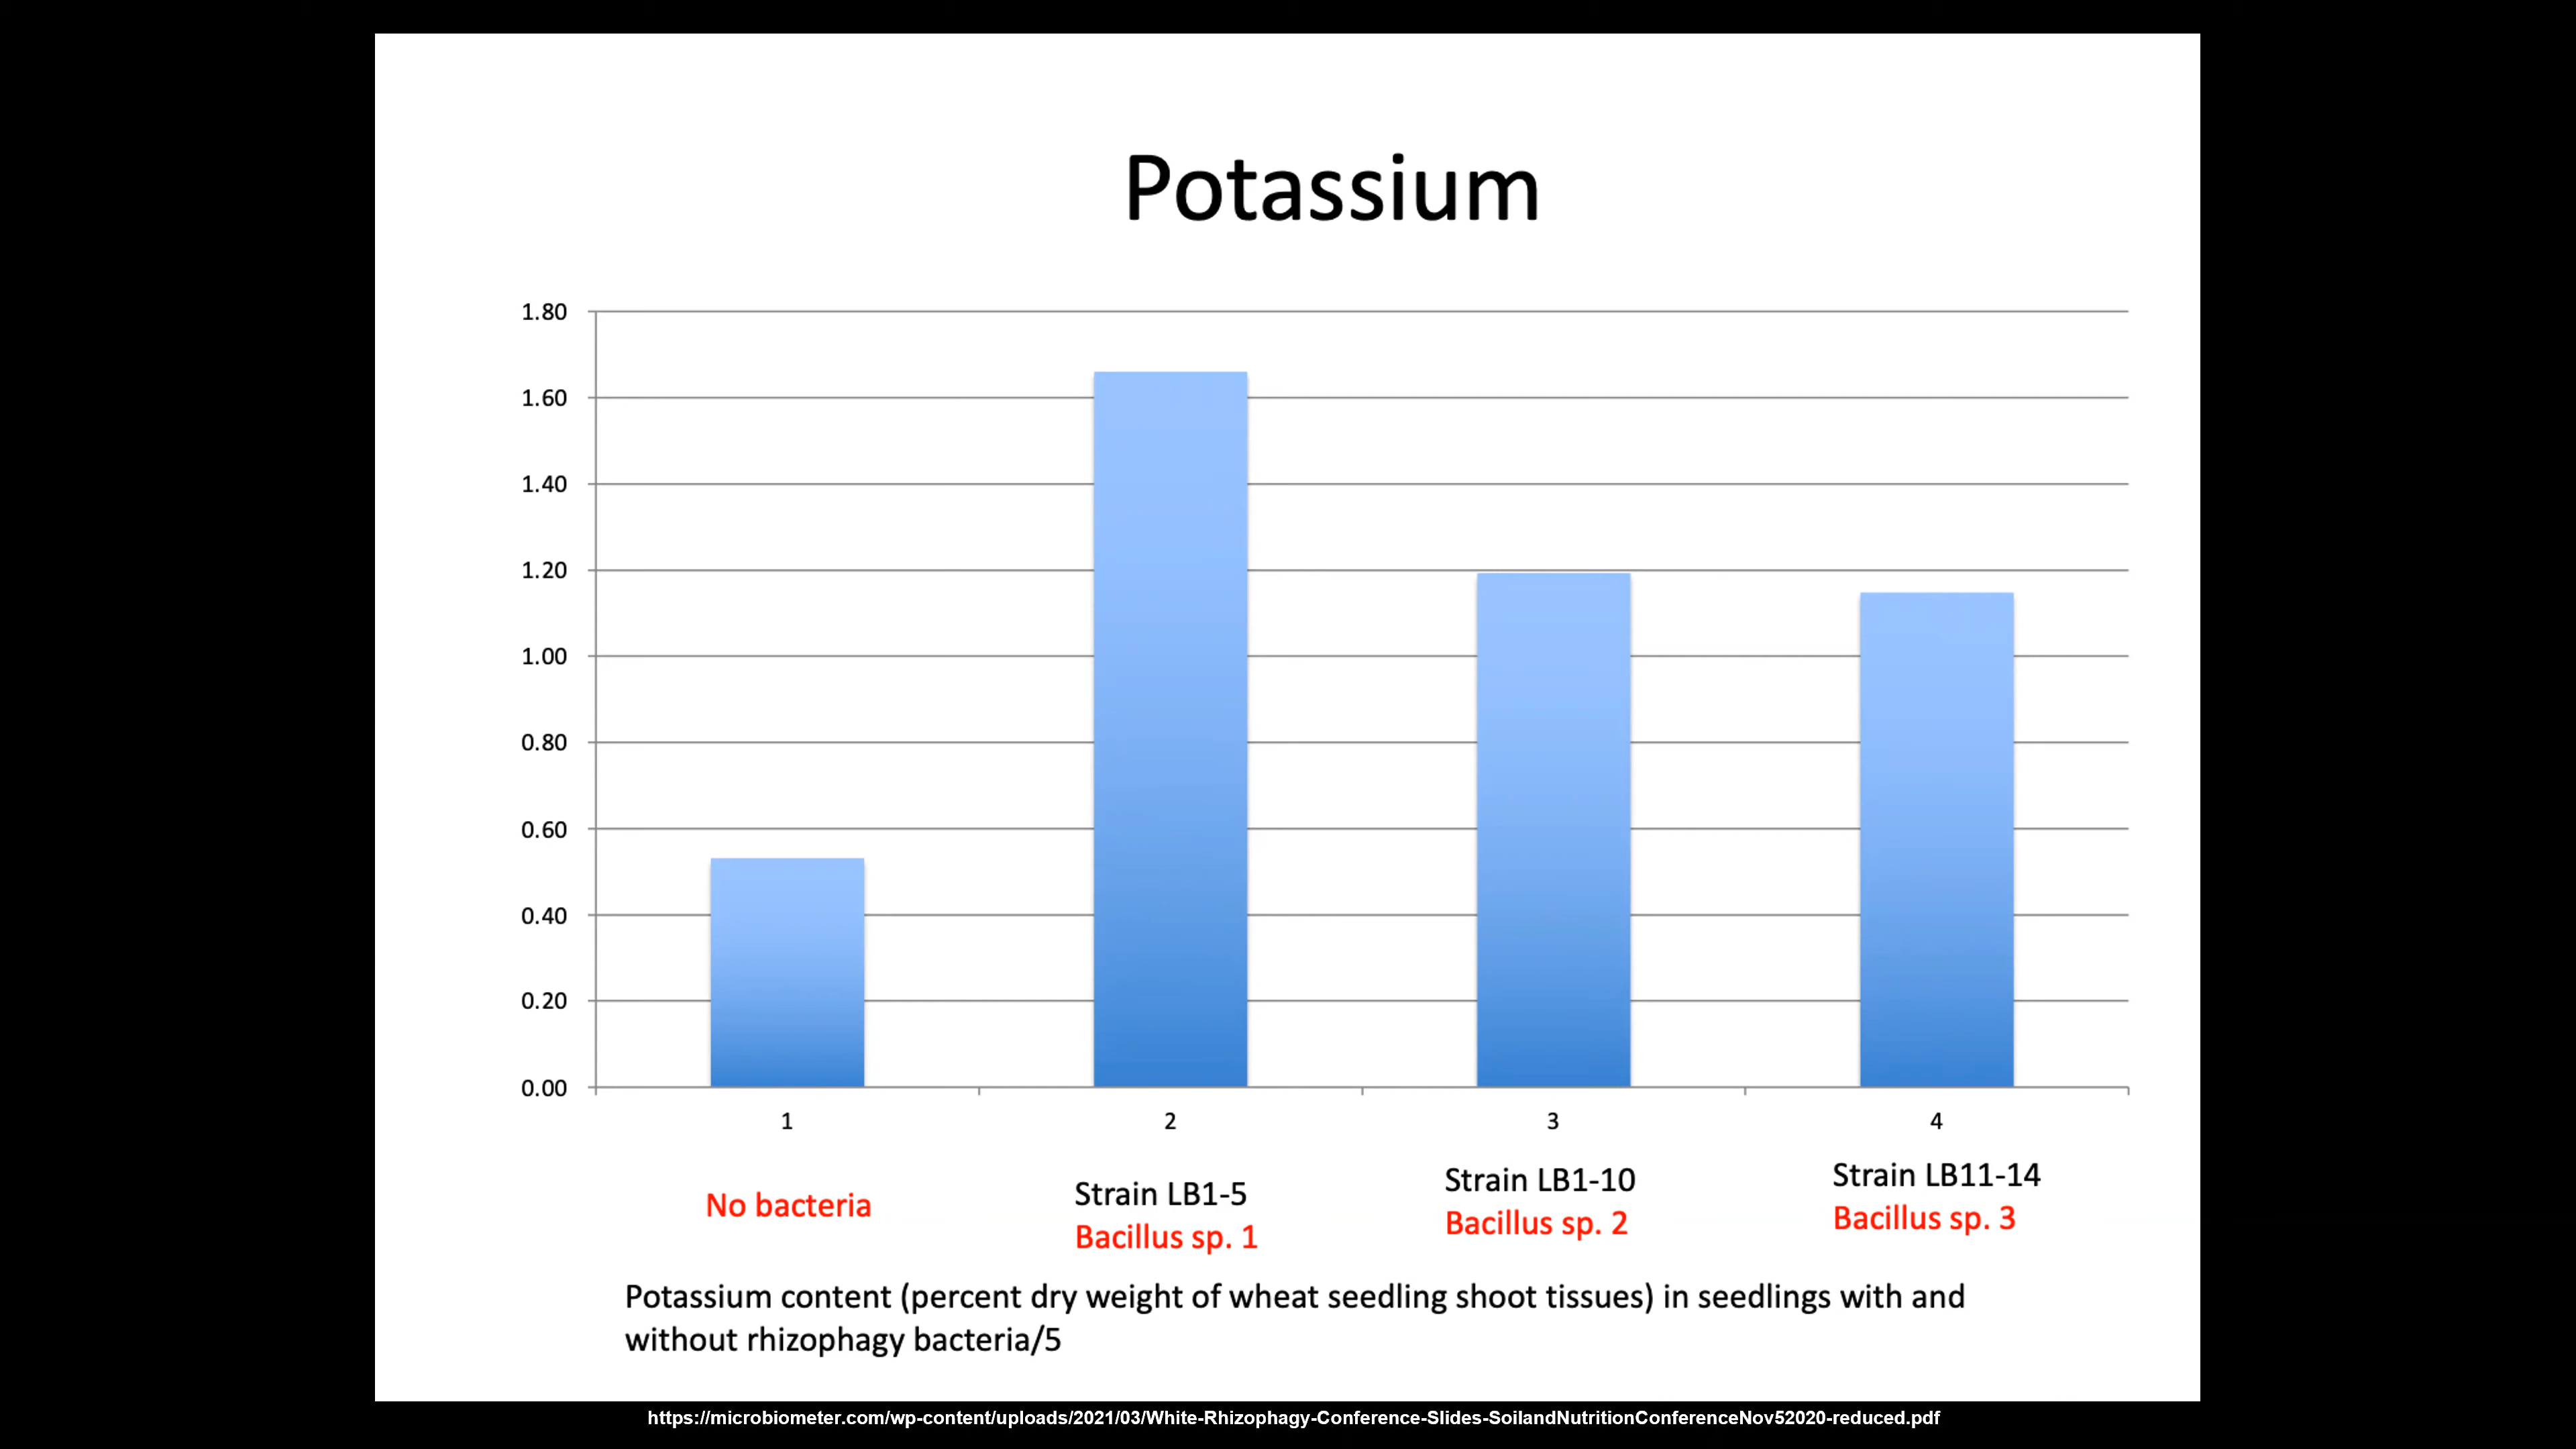 Potassium
1.80
1.60
1.40
1.20
1.00
0.80
0.60
0.40
0.20
0.00
1 2 3 4
No bacteria
Strain LB1-5
Bacillus sp. 1
Strain LB1-10
Bacillus sp. 2
Strain LB11-14
Bacillus sp. 3
Potassium content (percent dry weight of wheat seedling shoot tissues) in seedlings with and
without rhizophagy bacteria/5
https://microbiometer.com/wp-content/uploads/2021/03/White-Rhizophagy-Conference-Slides-SoilandNutritionConferenceNov52020-reduced.pdf